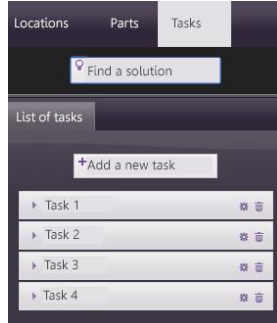 Locations Parts Tasks
Find a solution
List of tasks
+Add a new task
Task 1
Task 2
Task 3
Task 4